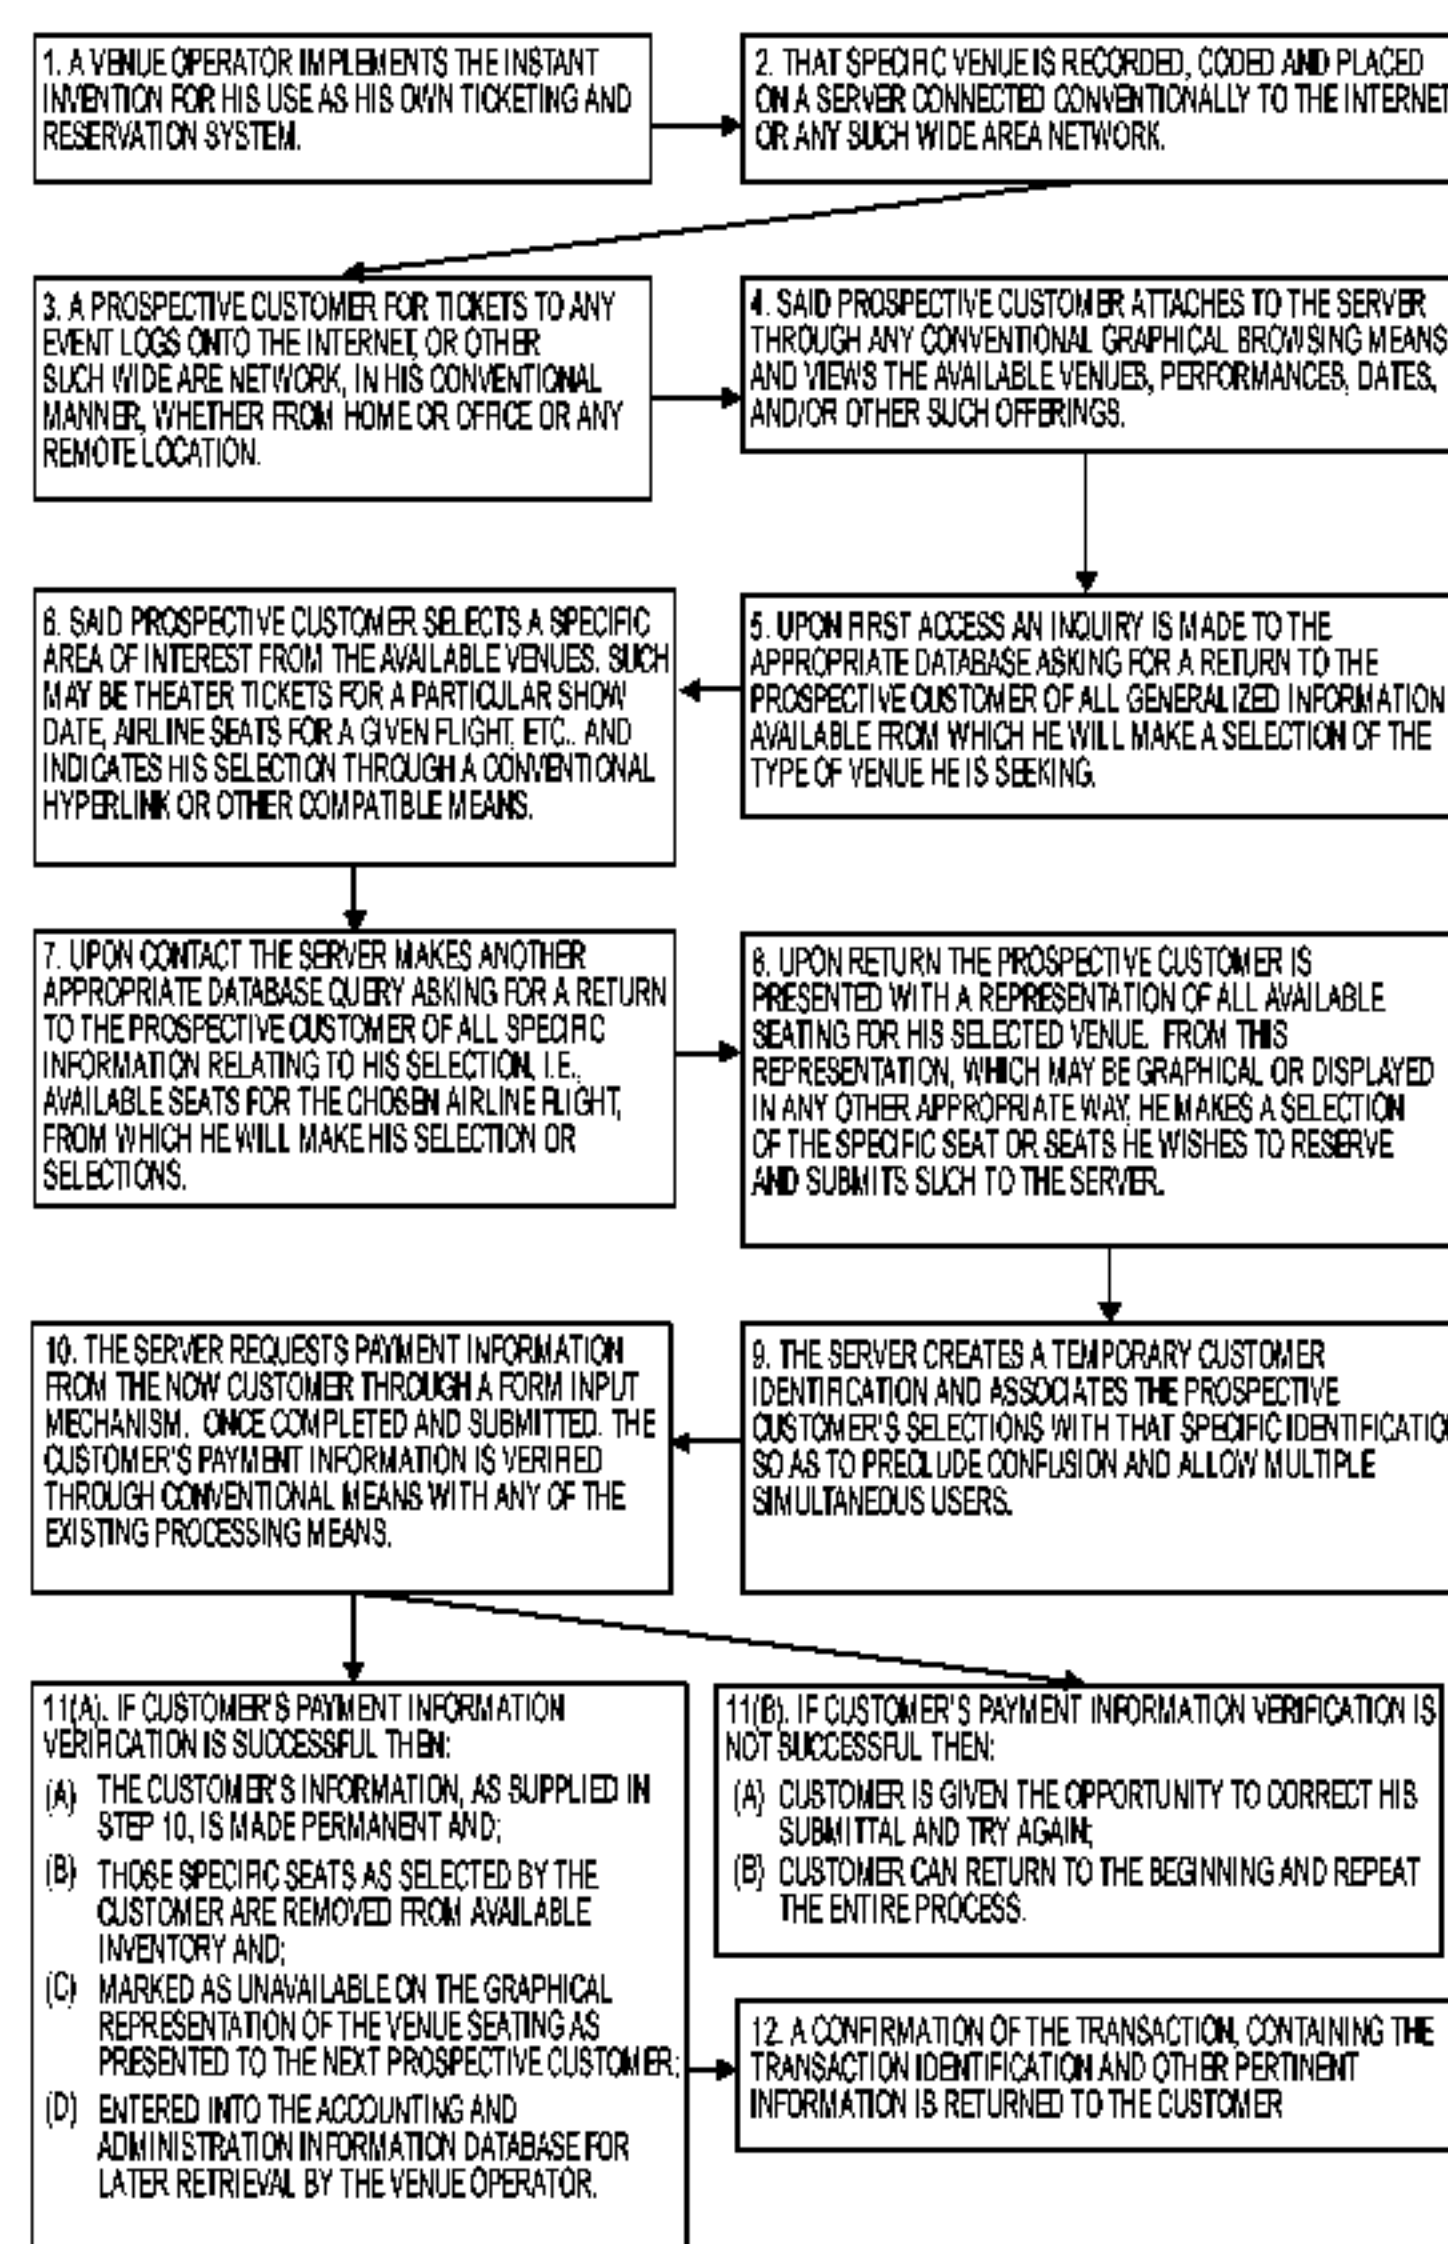 1. A VENUE OPERATOR IMPLEMENTS THE INSTANT
INVENTION FOR HIS USE AS HIS OWN TICKETING AND
RESERVATION SYSTEM.
2. THAT SPECIFIC VENUE IS RECORDED, CODED AND PLACED
ON A SERVER CONNECTED CONVENTIONALLY TO THE INTERNET
OR ANY SUCH WIDE AREA NETWORK.
3. A PROSPECTIVE CUSTOMER FOR TICKETS TO ANY
EVENT LOGS ONTO THE INTERNET, OR OTHER
SUCH WIDE ARE NETWORK, IN HIS CONVENTIONAL
MANNER, WHETHER FROM HOME OR OFFICE OR ANY
REMOTE LOCATION.
4. SAID PROSPECTIVE CUSTOMER ATTACHES TO THE SERVER
THROUGH ANY CONVENTIONAL GRAPHICAL BROWSING MEANS
AND VIEWS THE AVAILABLE VENUES, PERFORMANCES, DATES,
AND/OR OTHER SUCH OFFERINGS.
5. UPON FIRST ACCESS AN INQUIRY IS MADE TO THE
APPROPRIATE DATABASE ASKING FOR A RETURN TO THE
PROSPECTIVE CUSTOMER OF ALL GENERALIZED INFORMATION
AVAILABLE FROM WHICH HE WILL MAKE A SELECTION OF THE
TYPE OF VENUE HE IS SEEKING.
6. SAID PROSPECTIVE CUSTOMER SELECTS A SPECIFIC
AREA OF INTEREST FROM THE AVAILABLE VENUES. SUCH
MAY BE THEATER TICKETS FOR A PARTICULAR SHOW
DATE, AIRLINE SEATS FOR A GIVEN FLIGHT, ETC.. AND
INDICATES HIS SELECTION THROUGH A CONVENTIONAL
HYPERLINK OR OTHER COMPATIBLE MEANS.
7. UPON CONTACT THE SERVER MAKES ANOTHER
APPROPRIATE DATABASE QUERY ASKING FOR A RETURN
TO THE PROSPECTIVE CUSTOMER OF ALL SPECIFIC
INFORMATION RELATING TO HIS SELECTION, I.E.,
AVAILABLE SEATS FOR THE CHOSEN AIRLINE FLIGHT,
FROM WHICH HE WILL MAKE HIS SELECTION OR
SELECTIONS.
8. UPON RETURN THE PROSPECTIVE CUSTOMER IS
PRESENTED WITH A REPRESENTATION OF ALL AVAILABLE
SEATING FOR HIS SELECTED VENUE. FROM THIS
REPRESENTATION, WHICH MAY BE GRAPHICAL OR DISPLAYED
IN ANY OTHER APPROPRIATE WAY, HE MAKES A SELECTION
OF THE SPECIFIC SEAT OR SEATS HE WISHES TO RESERVE
AND SUBMITS SUCH TO THE SERVER.
9. THE SERVER CREATES A TEMPORARY CUSTOMER
IDENTIFICATION AND ASSOCIATES THE PROSPECTIVE
CUSTOMER'S SELECTIONS WITH THAT SPECIFIC IDENTIFICATIO
SO AS TO PRECLUDE CONFUSION AND ALLOW MULTIPLE
SIMULTANEOUS USERS.
10. THE SERVER REQUESTS PAYMENT INFORMATION
FROM THE NOW CUSTOMER THROUGH A FORM INPUT
MECHANISM. ONCE COMPLETED AND SUBMITTED. THE
CUSTOMER'S PAYMENT INFORMATION IS VERIFIED
THROUGH CONVENTIONAL MEANS WITH ANY OF THE
EXISTING PROCESSING MEANS.
11(A). IF CUSTOMER'S PAYMENT INFORMATION
VERIFICATION IS SUCCESSFUL THEN:
(A) THE CUSTOMER'S INFORMATION, AS SUPPLIED IN
STEP 10, IS MADE PERMANENT AND;
(B) THOSE SPECIFIC SEATS AS SELECTED BY THE
CUSTOMER ARE REMOVED FROM AVAILABLE
INVENTORY AND;
(C) MARKED AS UNAVAILABLE ON THE GRAPHICAL
REPRESENTATION OF THE VENUE SEATING AS
PRESENTED TO THE NEXT PROSPECTIVE CUSTOMER;
(D) ENTERED INTO THE ACCOUNTING AND
ADMINISTRATION INFORMATION DATABASE FOR
LATER RETRIEVAL BY THE VENUE OPERATOR.
11(B). IF CUSTOMER'S PAYMENT INFORMATION VERIFICATION IS
NOT SUCCESSFUL THEN:
(A) CUSTOMER IS GIVEN THE OPPORTUNITY TO CORRECT HIS
SUBMITTAL AND TRY AGAIN;
(B) CUSTOMER CAN RETURN TO THE BEGINNING AND REPEAT
THE ENTIRE PROCESS.
12. A CONFIRMATION OF THE TRANSACTION, CONTAINING THE
TRANSACTION IDENTIFICATION AND OTHER PERTINENT
INFORMATION IS RETURNED TO THE CUSTOMER